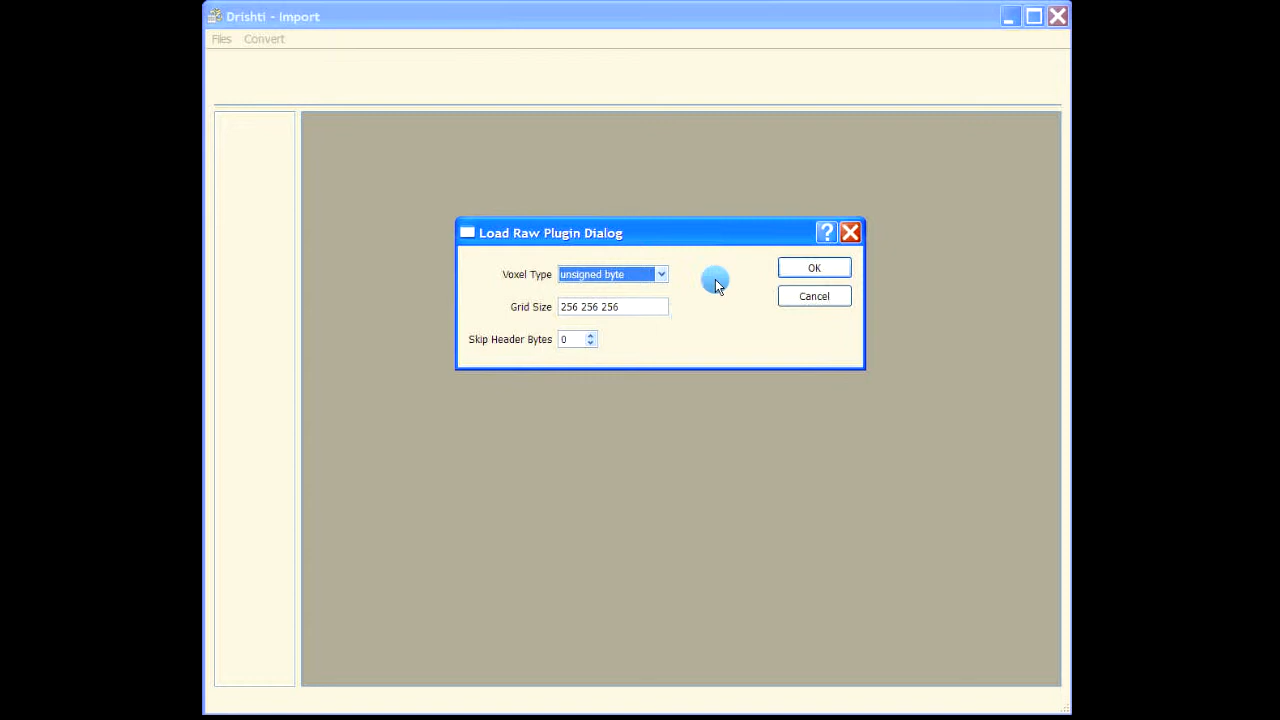 Drishti - Import
Files Convert
Load Raw Plugin Dialog
Voxel Type unsigned byte OK
Grid Size 256 256 256 Cancel
Skip Header Bytes 0